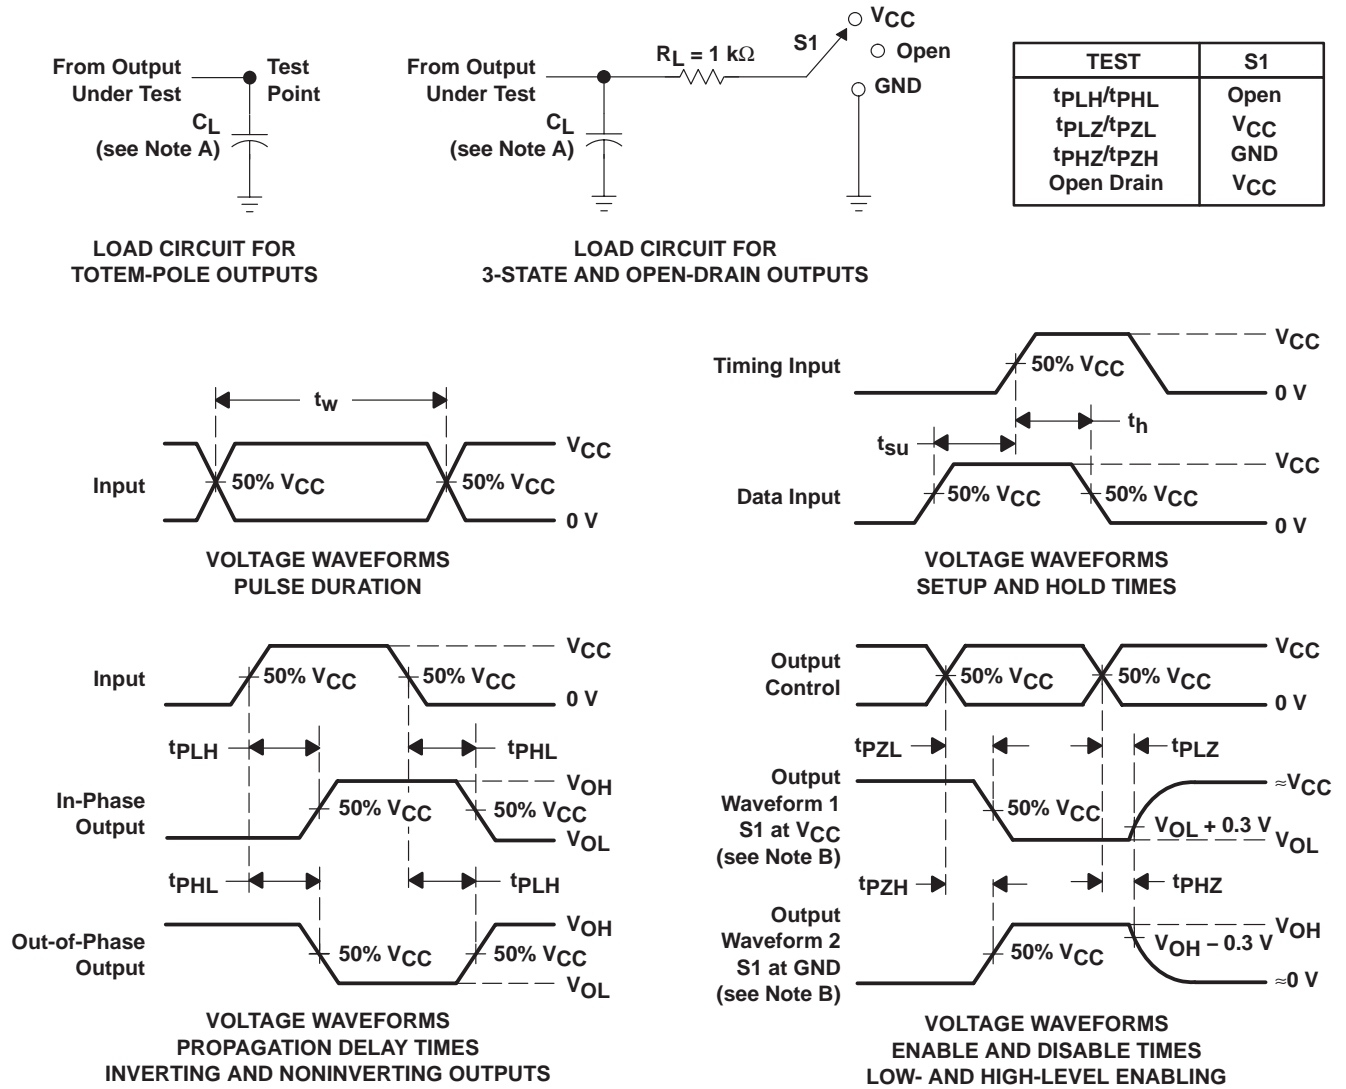 From Output
Under Test
Test
Point
CL
(see Note A)
LOAD CIRCUIT FOR
TOTEM-POLE OUTPUTS
From Output
Under Test
RL = 1 kΩ
S1
VCC
Open
GND
CL
(see Note A)
LOAD CIRCUIT FOR
3-STATE AND OPEN-DRAIN OUTPUTS
TEST S1
tPLH/tPHL Open
tPLZ/tPZL VCC
tPHZ/tPZH GND
Open Drain VCC
tw
Input
50% VCC
50% VCC
VCC
0 V
VOLTAGE WAVEFORMS
PULSE DURATION
Timing Input
50% VCC
VCC
0 V
tsu
th
Data Input
50% VCC
50% VCC
VCC
0 V
VOLTAGE WAVEFORMS
SETUP AND HOLD TIMES
Input
50% VCC
50% VCC
VCC
0 V
tPLH
tPHL
In-Phase
Output
50% VCC
50% VCC
VOH
VOL
tPHL
tPLH
Out-of-Phase
Output
50% VCC
50% VCC
VOH
VOL
VOLTAGE WAVEFORMS
PROPAGATION DELAY TIMES
INVERTING AND NONINVERTING OUTPUTS
Output
Control
50% VCC
50% VCC
VCC
0 V
tPZL
tPLZ
Output
Waveform 1
S1 at VCC
(see Note B)
50% VCC
≈VCC
VOL + 0.3 V
VOL
tPZH
tPHZ
Output
Waveform 2
S1 at GND
(see Note B)
50% VCC
VOH
VOH − 0.3 V
≈0 V
VOLTAGE WAVEFORMS
ENABLE AND DISABLE TIMES
LOW- AND HIGH-LEVEL ENABLING